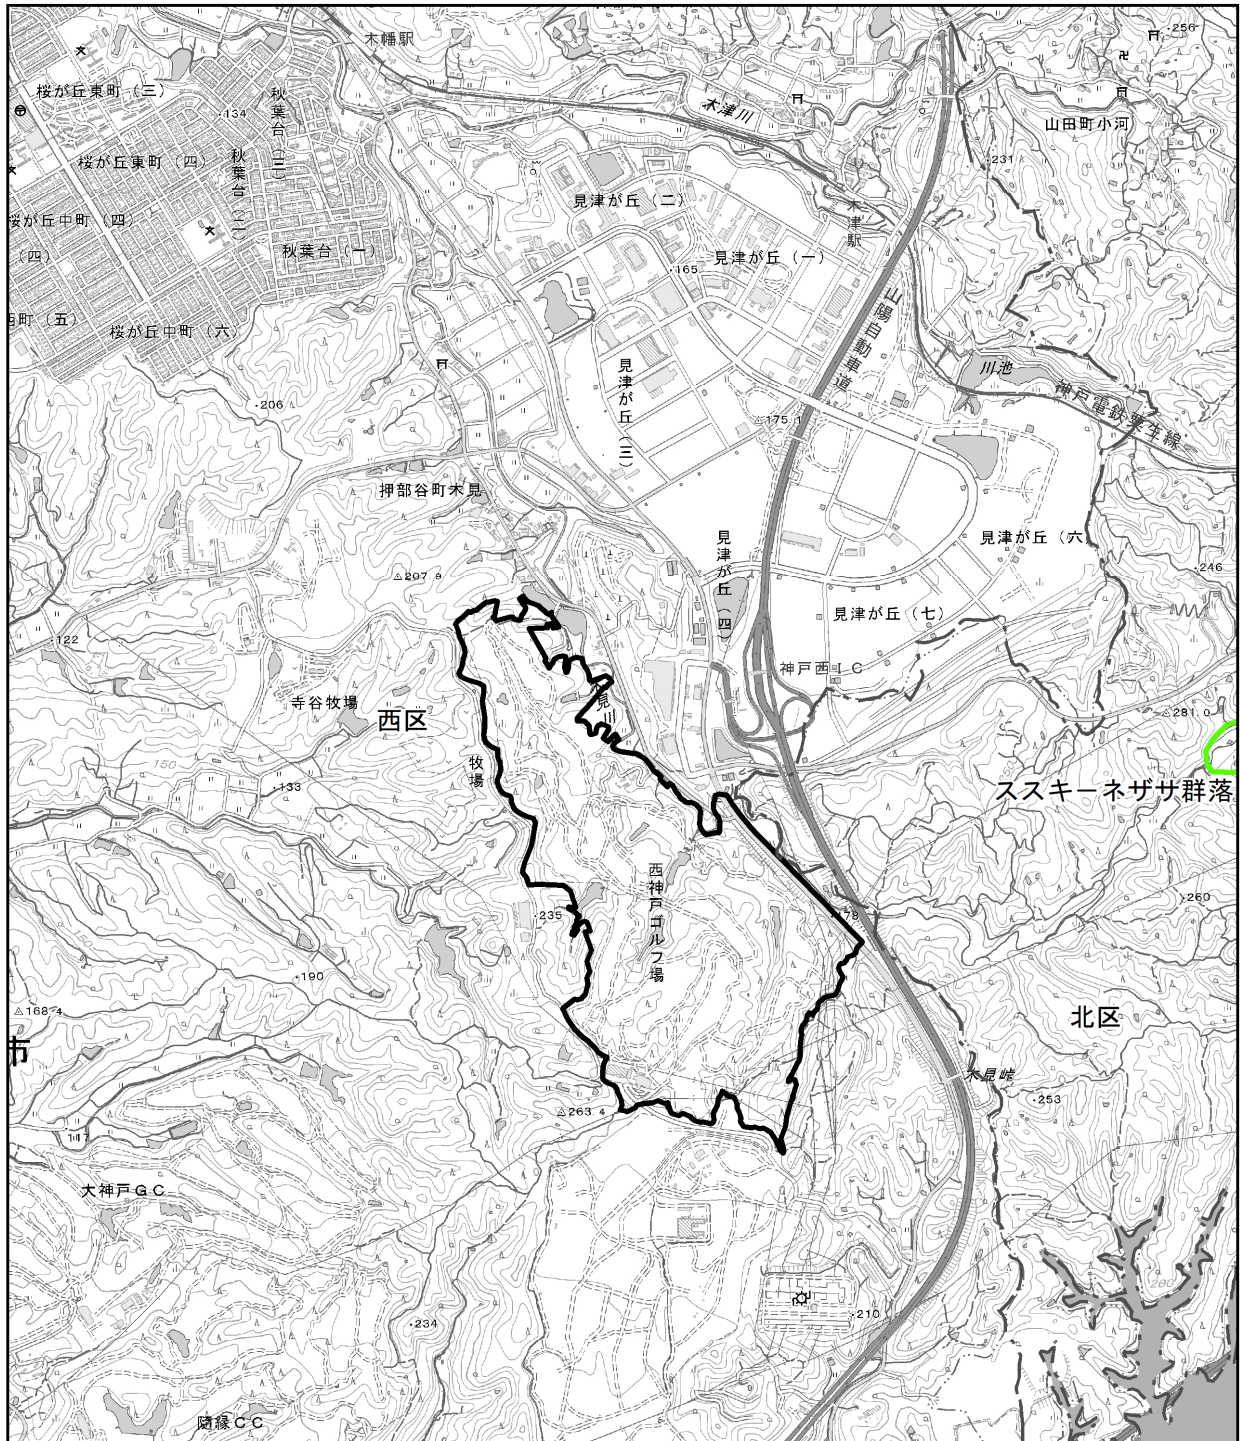 木幡駅
256
桜が丘東町（三）
134
秋葉台（三）
木津川
山田町小河
桜が丘東町（四）
秋葉台（二）
231
桜が丘中町（四）
見津が丘（二）
木津駅
（四）
秋葉台（一）
165
見津が丘（一）
山陽自動車道
西町（五）
桜が丘中町（六）
川池
神戸電鉄粟生線
206
見津が丘（三）
175.1
押部谷町木見
見津が丘（四）
見津が丘（六
246
207.9
見津が丘（七）
122
神戸西IC
寺谷牧場
西区
木見川
281.0
牧場
150
133
ススキーネザサ群落
西神戸ゴルフ場
260
235
178
190
168.4
北区
市
木見峠
263.4
253
117
大神戸GC
210
234
随縁CC